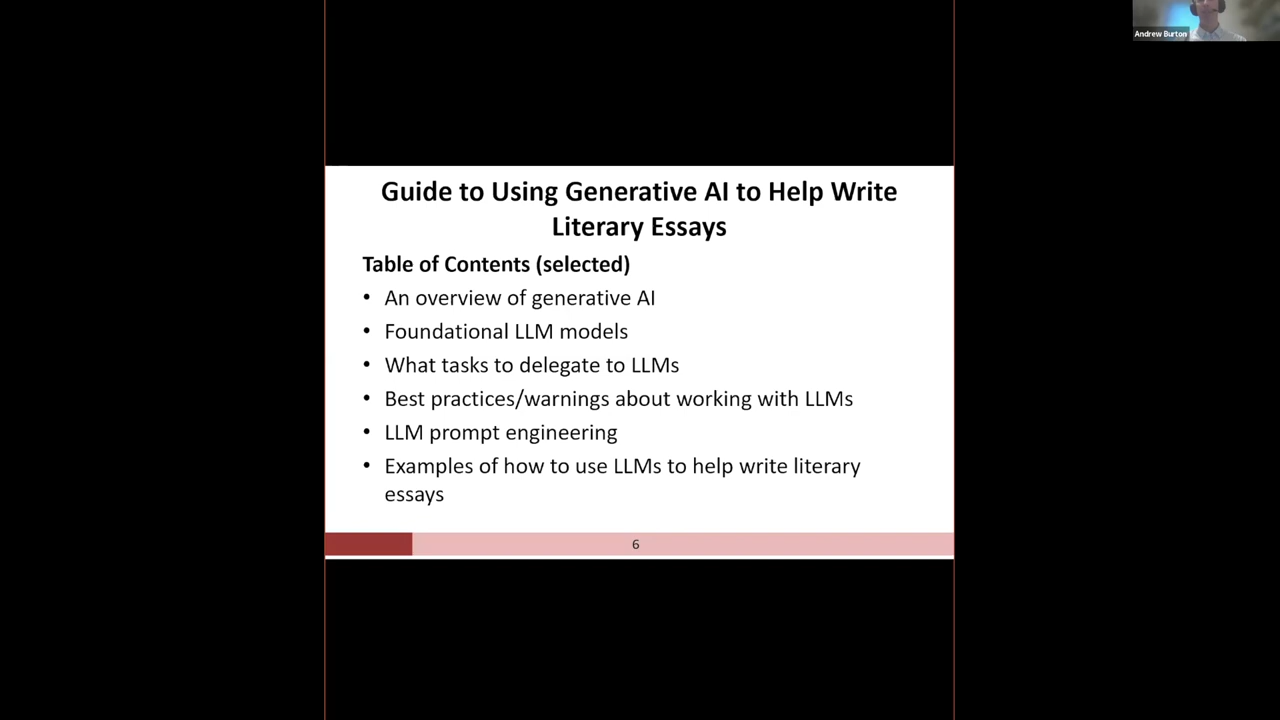 Andrew Burton
Guide to Using Generative AI to Help Write
Literary Essays
Table of Contents (selected)
• An overview of generative AI
• Foundational LLM models
• What tasks to delegate to LLMs
• Best practices/warnings about working with LLMs
• LLM prompt engineering
• Examples of how to use LLMs to help write literary
essays
6